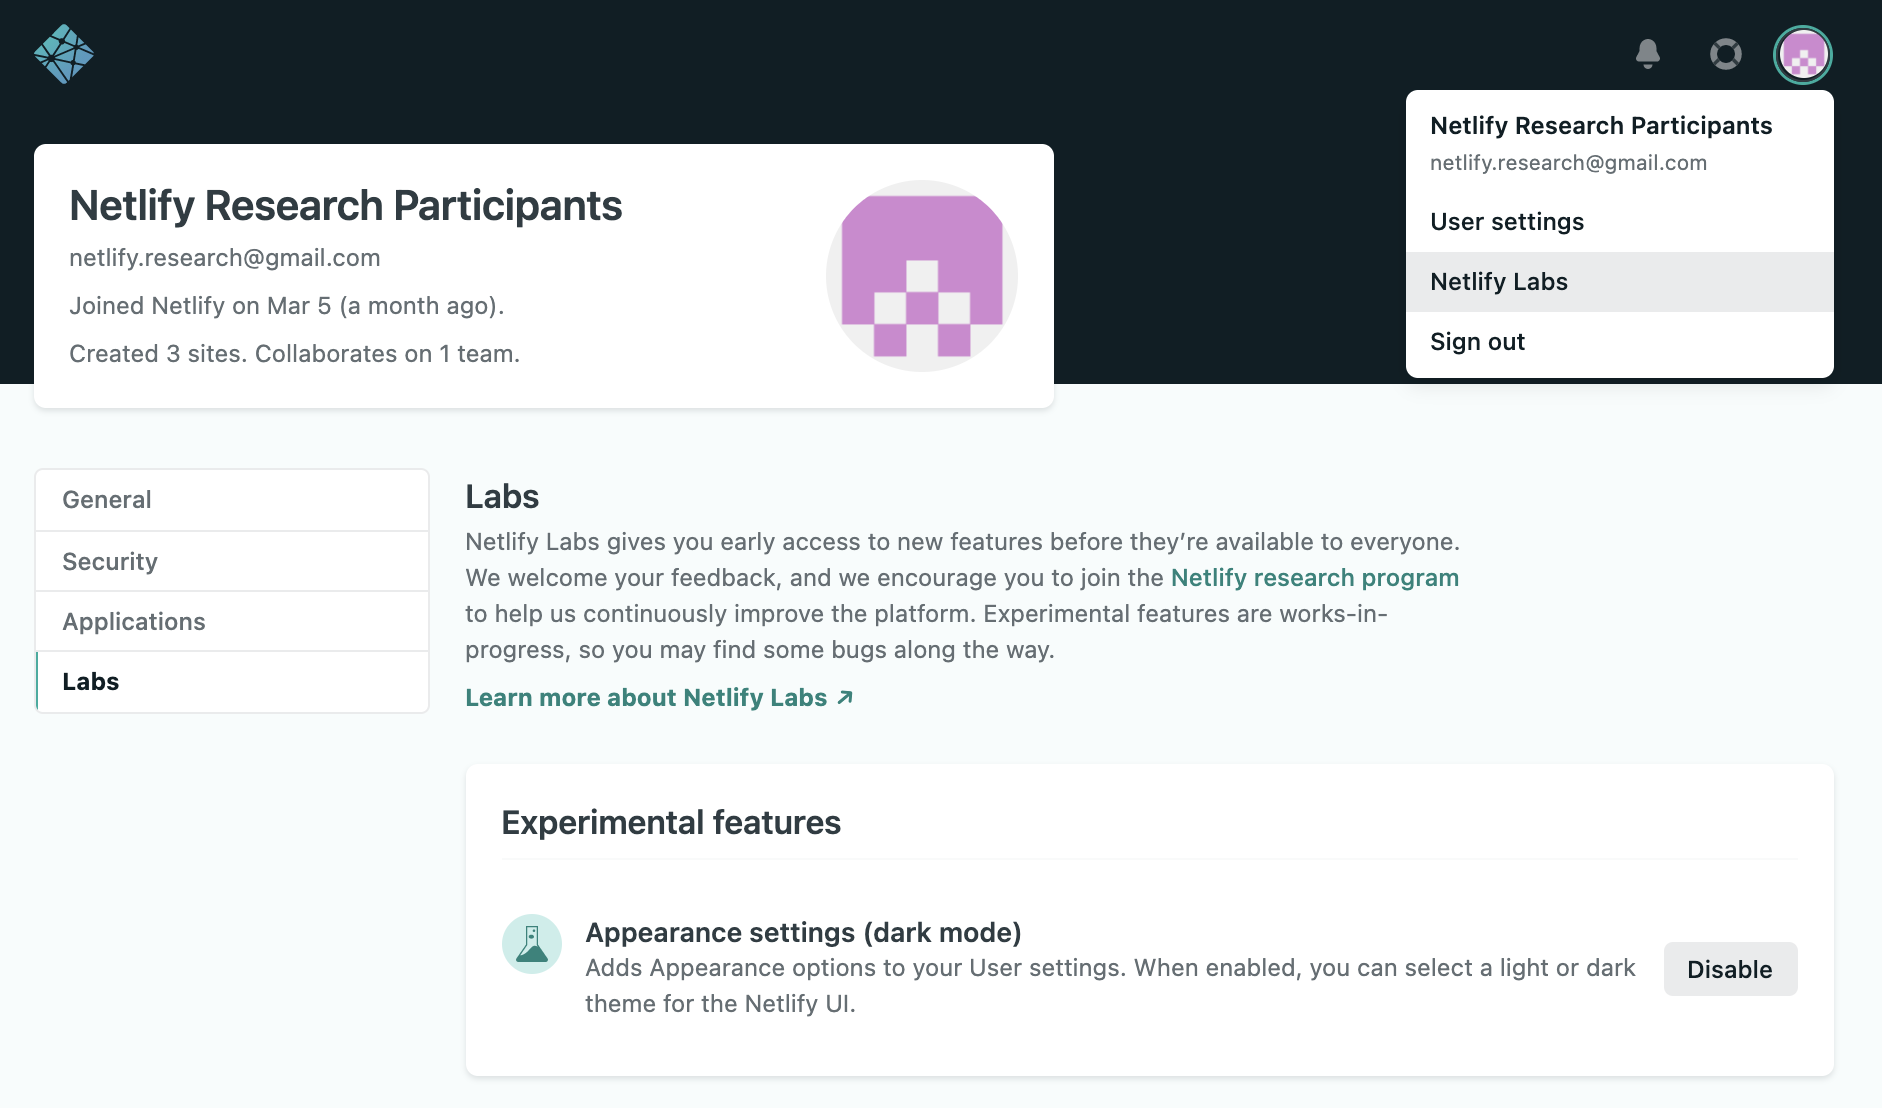 Netlify Research Participants
netlify.research@gmail.com
User settings
Netlify Labs
Sign out
Netlify Research Participants
netlify.research@gmail.com
Joined Netlify on Mar 5 (a month ago).
Created 3 sites. Collaborates on 1 team.
General
Security
Applications
Labs
Labs
Netlify Labs gives you early access to new features before they’re available to everyone.
We welcome your feedback, and we encourage you to join the Netlify research program
to help us continuously improve the platform. Experimental features are works-in-
progress, so you may find some bugs along the way.
Learn more about Netlify Labs ↗
Experimental features
Appearance settings (dark mode)
Adds Appearance options to your User settings. When enabled, you can select a light or dark
theme for the Netlify UI.
Disable